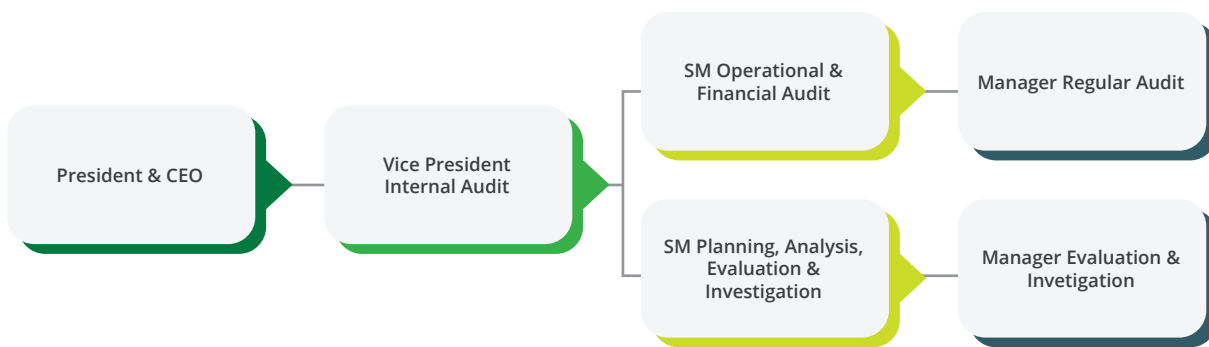 President & CEO
Vice President
Internal Audit
SM Operational &
Financial Audit
Manager Regular Audit
SM Planning, Analysis,
Evaluation &
Investigation
Manager Evaluation &
Invetigation